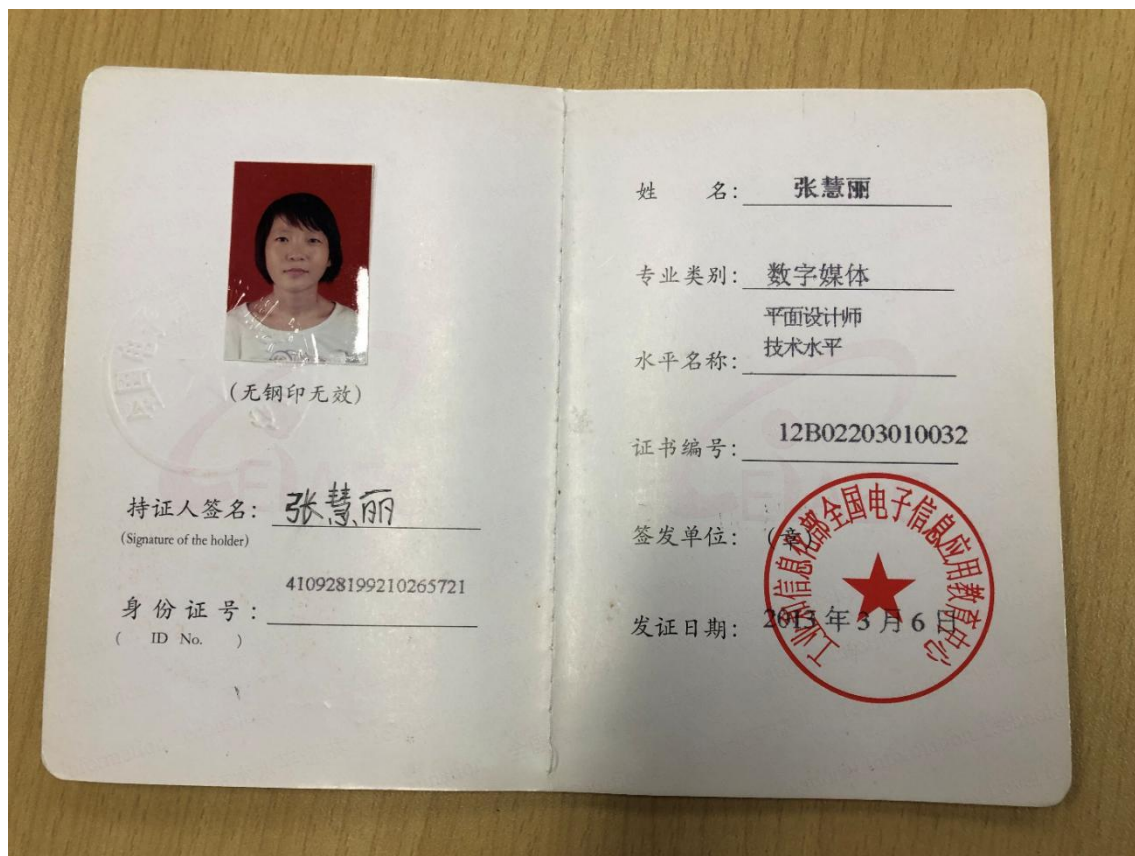 (无钢印无效)
持证人签名: 张慧丽
(Signature of the holder)
410928199210265721
身份证号:
( ID No. )
姓 名: 张慧丽
专业类别: 数字媒体
平面设计师
水平名称: 技术水平
证书编号: 12B02203010032
签发单位: (章)
工业和信息化部全国电子信息应用教育中心
发证日期: 2013年3月6日